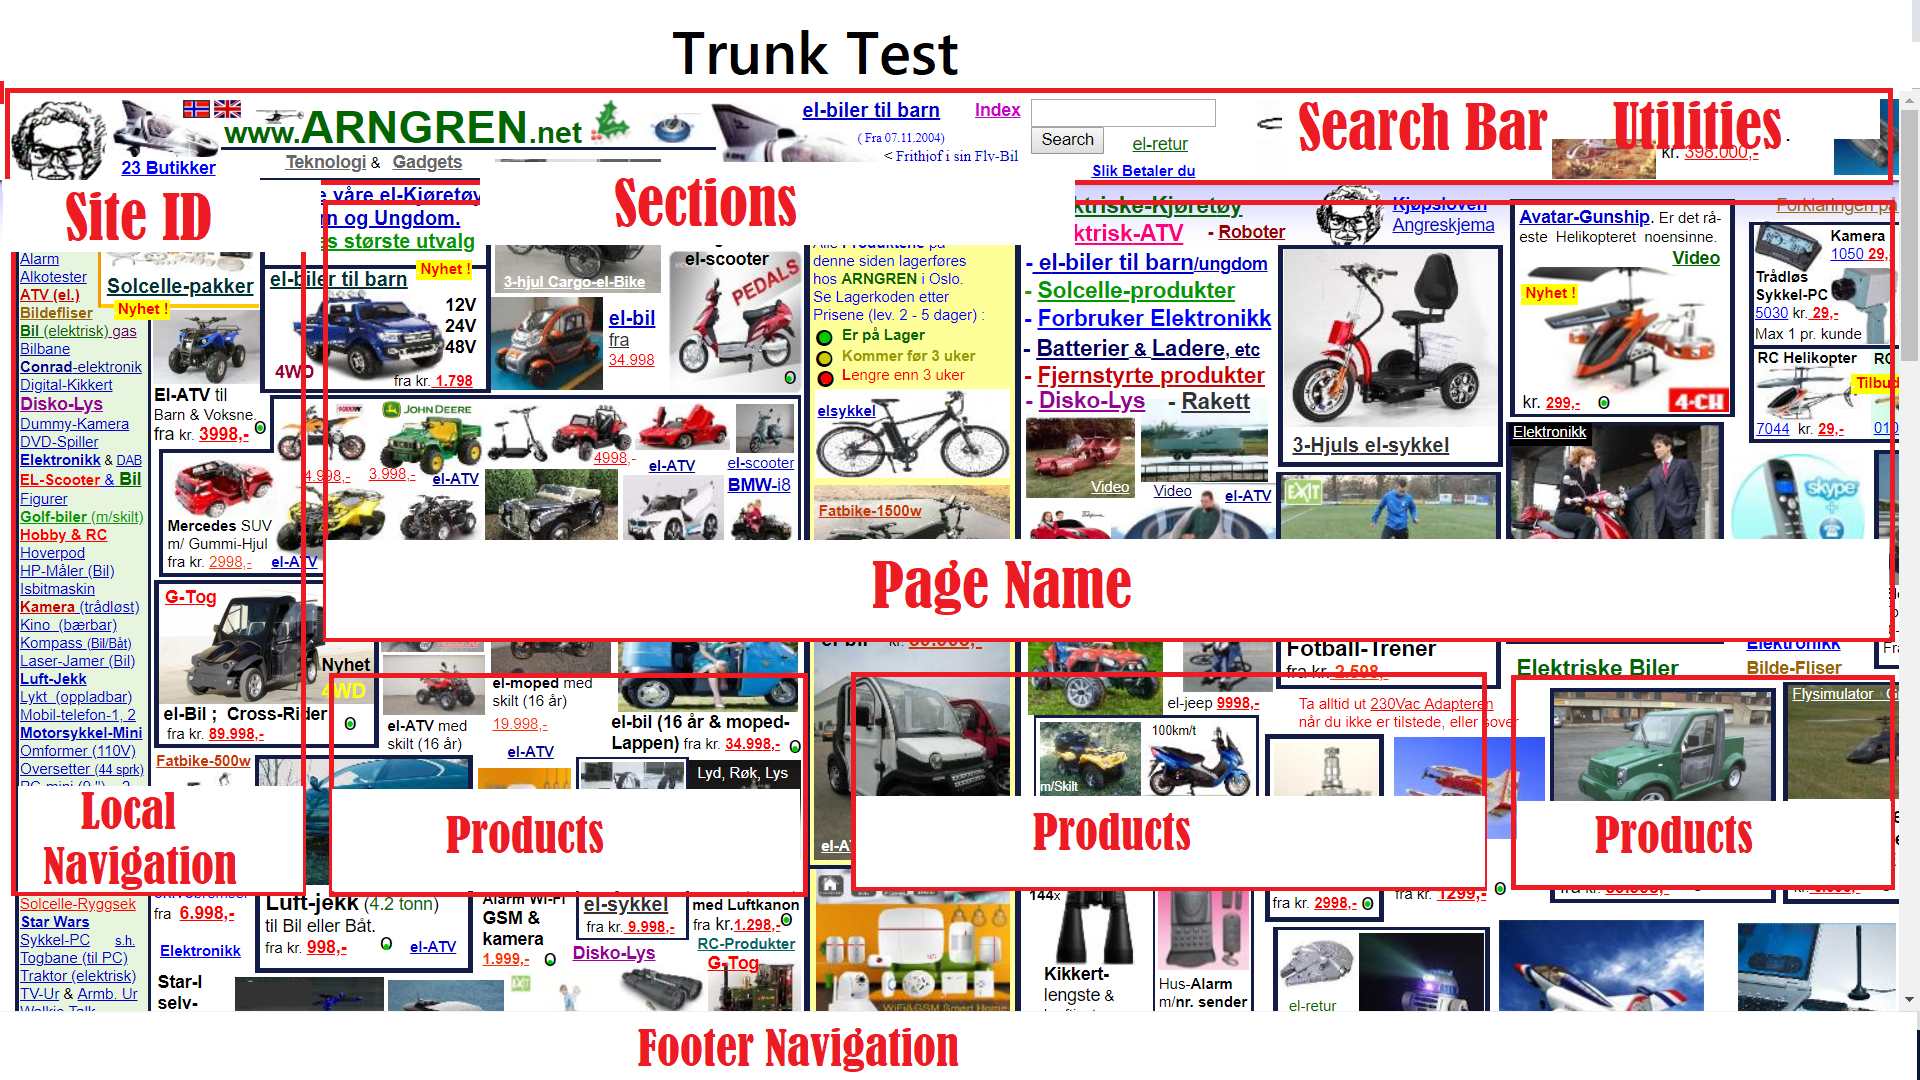 Trunk Test
www.ARNGREN.net
23 Butikker
Teknologi & Gadgets
el-biler til barn
Index
( Fra 07.11.2004)
< Frithjof i sin Fly-Bil
Search
el-retur
Slik Betaler du
Search Bar
Utilities
kr. 398.000,-
Site ID
Sections
e våre el-Kjøretøy
n og Ungdom.
s største utvalg
ktriske-Kjøretøy
ktrisk-ATV - Roboter
Kjøpsloven
Angreskjema
Forklaringen på
Alarm
Alkotester
ATV (el.)
Bildefliser
Bil (elektrisk) gas
Bilbane
Conrad-elektronik
Digital-Kikkert
Disko-Lys
Dummy-Kamera
DVD-Spiller
Elektronikk & DAB
EL-Scooter & Bil
Figurer
Golf-biler (m/skilt)
Hobby & RC
Hoverpod
HP-Måler (Bil)
Isbitmaskin
Kamera (trådløst)
Kino (bærbar)
Kompass (Bil/Båt)
Laser-Jamer (Bil)
Luft-Jekk
Lykt (oppladbar)
Mobil-telefon-1, 2
Motorsykkel-Mini
Omformer (110V)
Oversetter (44 sprk)
Local
Navigation
Solcelle-Ryggsek
Star Wars
Sykkel-PC s.h.
Togbane (til PC)
Traktor (elektrisk)
TV-Ur & Armb. Ur
Solcelle-pakker
Nyhet !
El-ATV til
Barn & Voksne.
fra kr. 3998,-
Mercedes SUV
m/ Gummi-Hjul
fra kr. 2998,-
el-ATV
G-Tog
Nyhet
4WD
el-Bil ; Cross-Rider
fra kr. 89.998,-
Fatbike-500w
fra 6.998,-
Elektronikk
Star-I
selv-
el-biler til barn
Nyhet !
12V
24V
48V
4WD
fra kr. 1.798
3-hjul Cargo-el-Bike
el-bil
fra
34.998
el-scooter
PEDALS
1000W
JOHN DEERE
4.998,-
3.998,-
el-ATV
4998,-
el-ATV
el-scooter
BMW-i8
Alle Produktene på
denne siden lagerføres
hos ARNGREN i Oslo.
Se Lagerkoden etter
Prisene (lev. 2 - 5 dager) :
Er på Lager
Kommer før 3 uker
Lengre enn 3 uker
elsykkel
Fatbike-1500w
- el-biler til barn/ungdom
- Solcelle-produkter
- Forbruker Elektronikk
- Batterier & Ladere, etc
- Fjernstyrte produkter
- Disko-Lys - Rakett
Video
Video
el-ATV
3-Hjuls el-sykkel
EXIT
Avatar-Gunship. Er det rå-
este Helikopteret noensinne.
Video
Nyhet !
kr. 299,-
4-CH
Elektronikk
Kamera
1050 29,
Trådløs
Sykkel-PC
5030 kr. 29,-
Max 1 pr. kunde
RC Helikopter
RC
Tilbud
7044 kr. 29,-
010
skype
Page Name
el-ATV med
skilt (16 år)
el-moped med
skilt (16 år)
19.998,-
el-ATV
el-bil (16 år & moped-
Lappen) fra kr. 34.998,-
Lyd, Røk, Lys
Products
el-jeep 9998,-
m/Skilt
100km/t
Fotball-Trener
fra kr. 2.598,-
Ta alltid ut 230Vac Adapteren
når du ikke er tilstede, eller sover
Products
Elektriske Biler
Elektronikk
Bilde-Fliser
Flysimulator
Products
Luft-jekk (4.2 tonn)
til Bil eller Båt.
fra kr. 998,-
el-ATV
Alarm Wi-Fi
GSM &
kamera
1.999,-
EXIT
el-sykkel
fra kr. 9.998,-
Disko-Lys
med Luftkanon
fra kr.1.298,-
RC-Produkter
G-Tog
WiFi&GSM Smart Home
144x
Kikkert-
lengste &
Hus-Alarm
m/nr. sender
fra kr. 2998,-
el-retur
fra kr. 1299,-
Footer Navigation